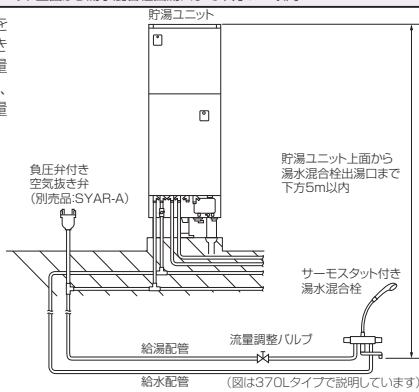 を
き
量
、
量
貯湯ユニット
貯湯ユニット上面から
湯水混合栓出湯口まで
下方5m以内
負圧弁付き
空気抜き弁
(別売品:SYAR-A)
サーモスタット付き
湯水混合栓
給湯配管
流量調整バルブ
給水配管
(図は370Lタイプで説明しています)